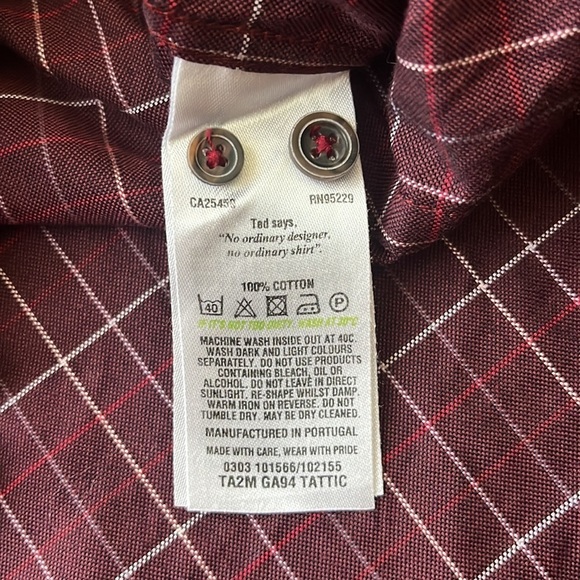 CA25459 RN95229
Ted says,
"No ordinary designer,
no ordinary shirt".
100% COTTON
40 P
IF IT'S NOT TOO DIRTY, WASH AT 30°C
MACHINE WASH INSIDE OUT AT 40C.
WASH DARK AND LIGHT COLOURS
SEPARATELY. DO NOT USE PRODUCTS
CONTAINING BLEACH, OIL OR
ALCOHOL. DO NOT LEAVE IN DIRECT
SUNLIGHT. RE-SHAPE WHILST DAMP.
WARM IRON ON REVERSE. DO NOT
TUMBLE DRY. MAY BE DRY CLEANED.
MANUFACTURED IN PORTUGAL
MADE WITH CARE, WEAR WITH PRIDE
0303 101566/102155
TA2M GA94 TATTIC